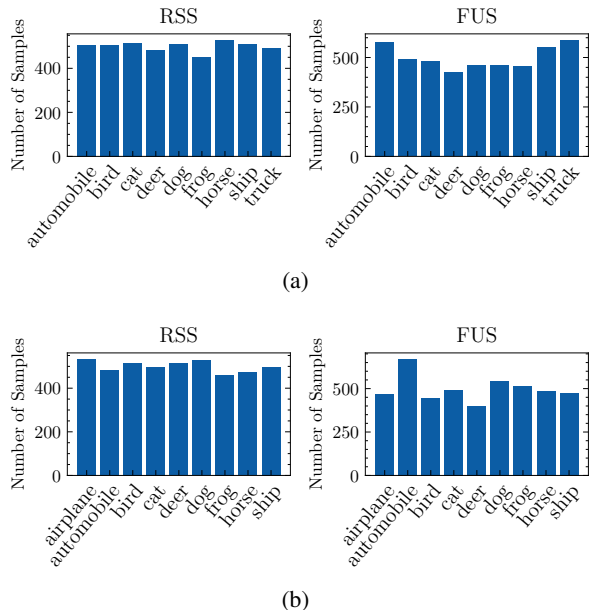 RSS
Number of Samples
400
200
0
automobile
bird
cat
deer
dog
frog
horse
ship
truck
FUS
Number of Samples
500
250
0
automobile
bird
cat
deer
dog
frog
horse
ship
truck
(a)
RSS
Number of Samples
400
200
0
airplane
automobile
bird
cat
deer
dog
frog
horse
ship
FUS
Number of Samples
500
250
0
airplane
automobile
bird
cat
deer
dog
frog
horse
ship
(b)